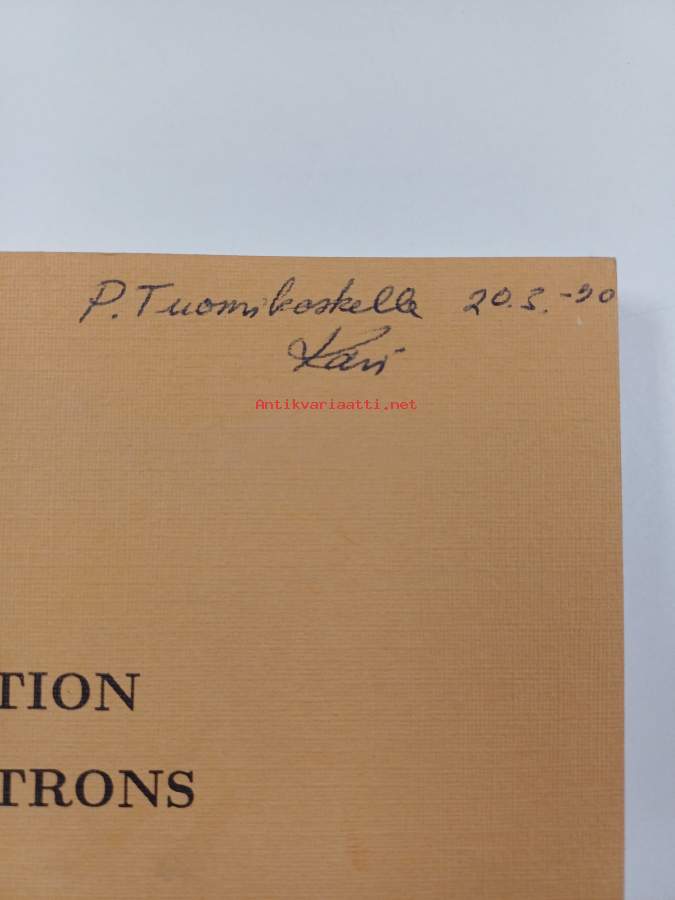 P. Tuomikoskelle 20.3.-90
Kari
Antikvariaatti.net
TION
TRONS